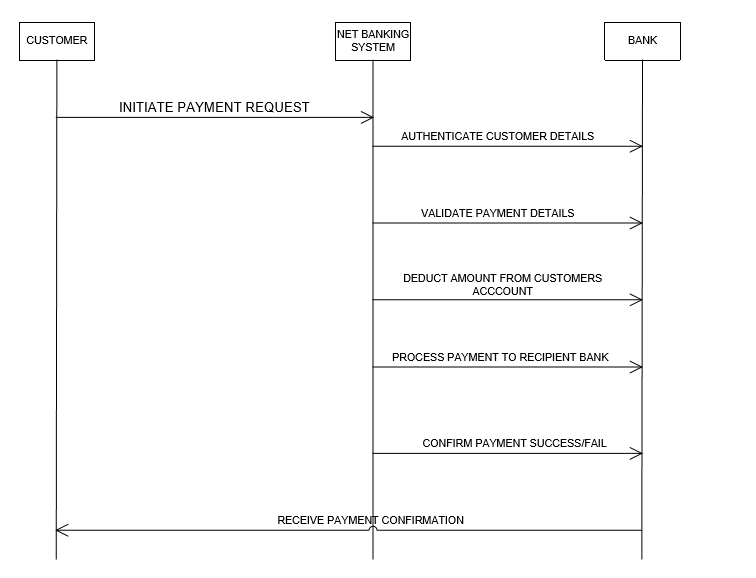 CUSTOMER
NET BANKING
SYSTEM
BANK
INITIATE PAYMENT REQUEST
AUTHENTICATE CUSTOMER DETAILS
VALIDATE PAYMENT DETAILS
DEDUCT AMOUNT FROM CUSTOMERS
ACCCOUNT
PROCESS PAYMENT TO RECIPIENT BANK
CONFIRM PAYMENT SUCCESS/FAIL
RECEIVE PAYMENT CONFIRMATION